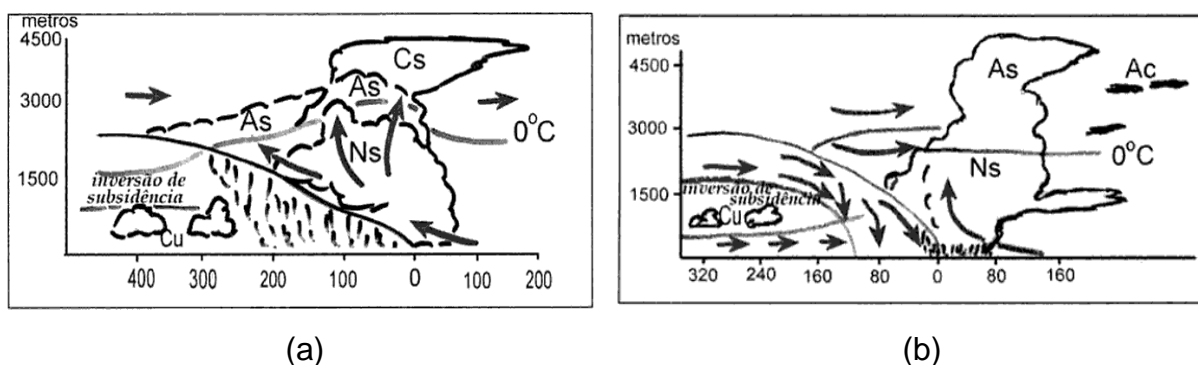 metros
4500
3000
1500
Cs
As
As
Ns
0°C
inversão de
subsidência
Cu
400 300 200 100 0 100 200
(a)
metros
4500
3000
1500
As
Ac
Ns
0°C
inversão de
subsidência
Cu
320 240 160 80 0 80 160
(b)